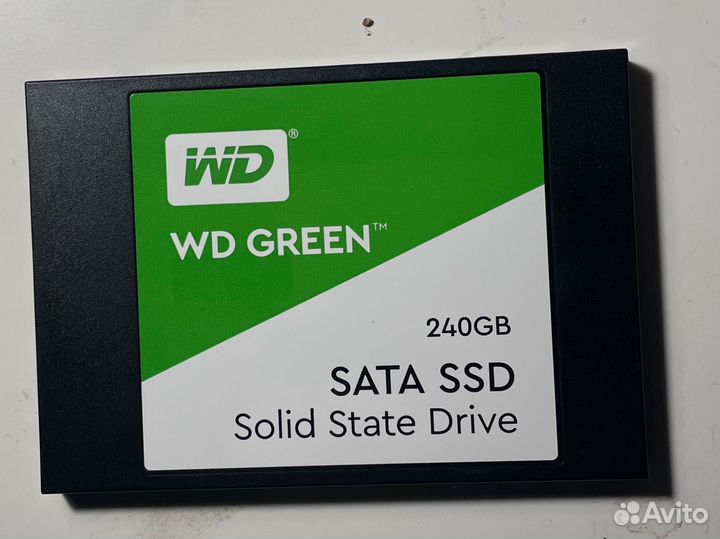 WD®
WD GREEN™
240GB
SATA SSD
Solid State Drive
Avito